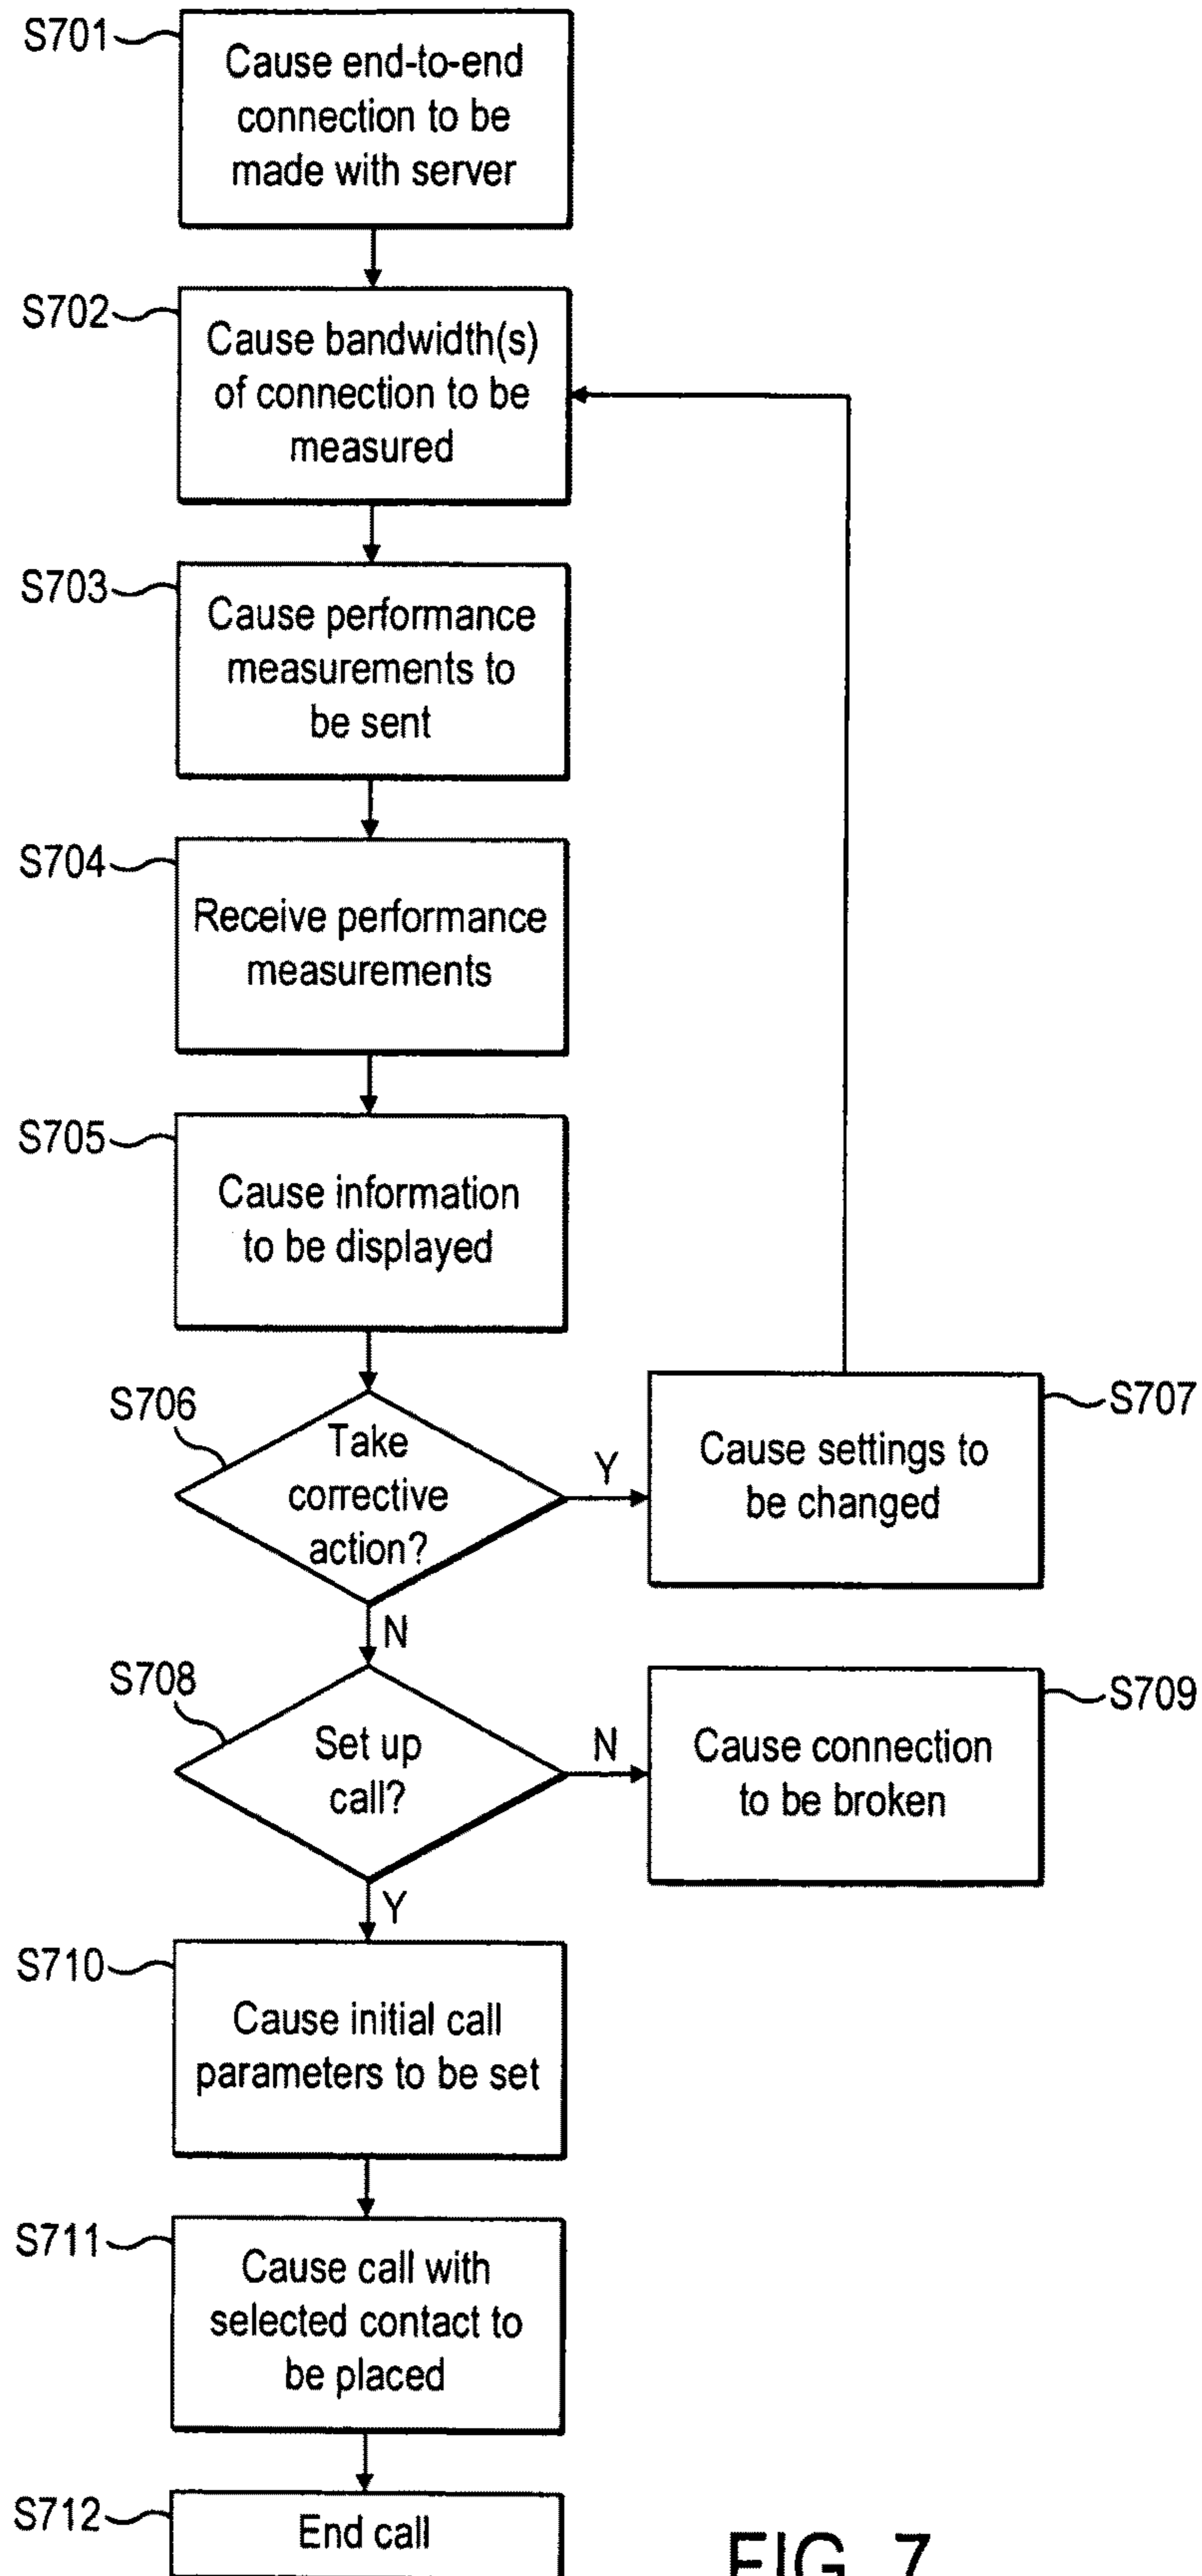 S701
Cause end-to-end
connection to be
made with server
S702
Cause bandwidth(s)
of connection to be
measured
S703
Cause performance
measurements to
be sent
S704
Receive performance
measurements
S705
Cause information
to be displayed
S706
Take
corrective
action?
Y
S707
Cause settings to
be changed
N
S708
Set up
call?
N
S709
Cause connection
to be broken
Y
S710
Cause initial call
parameters to be set
S711
Cause call with
selected contact to
be placed
S712
End call
FIG. 7